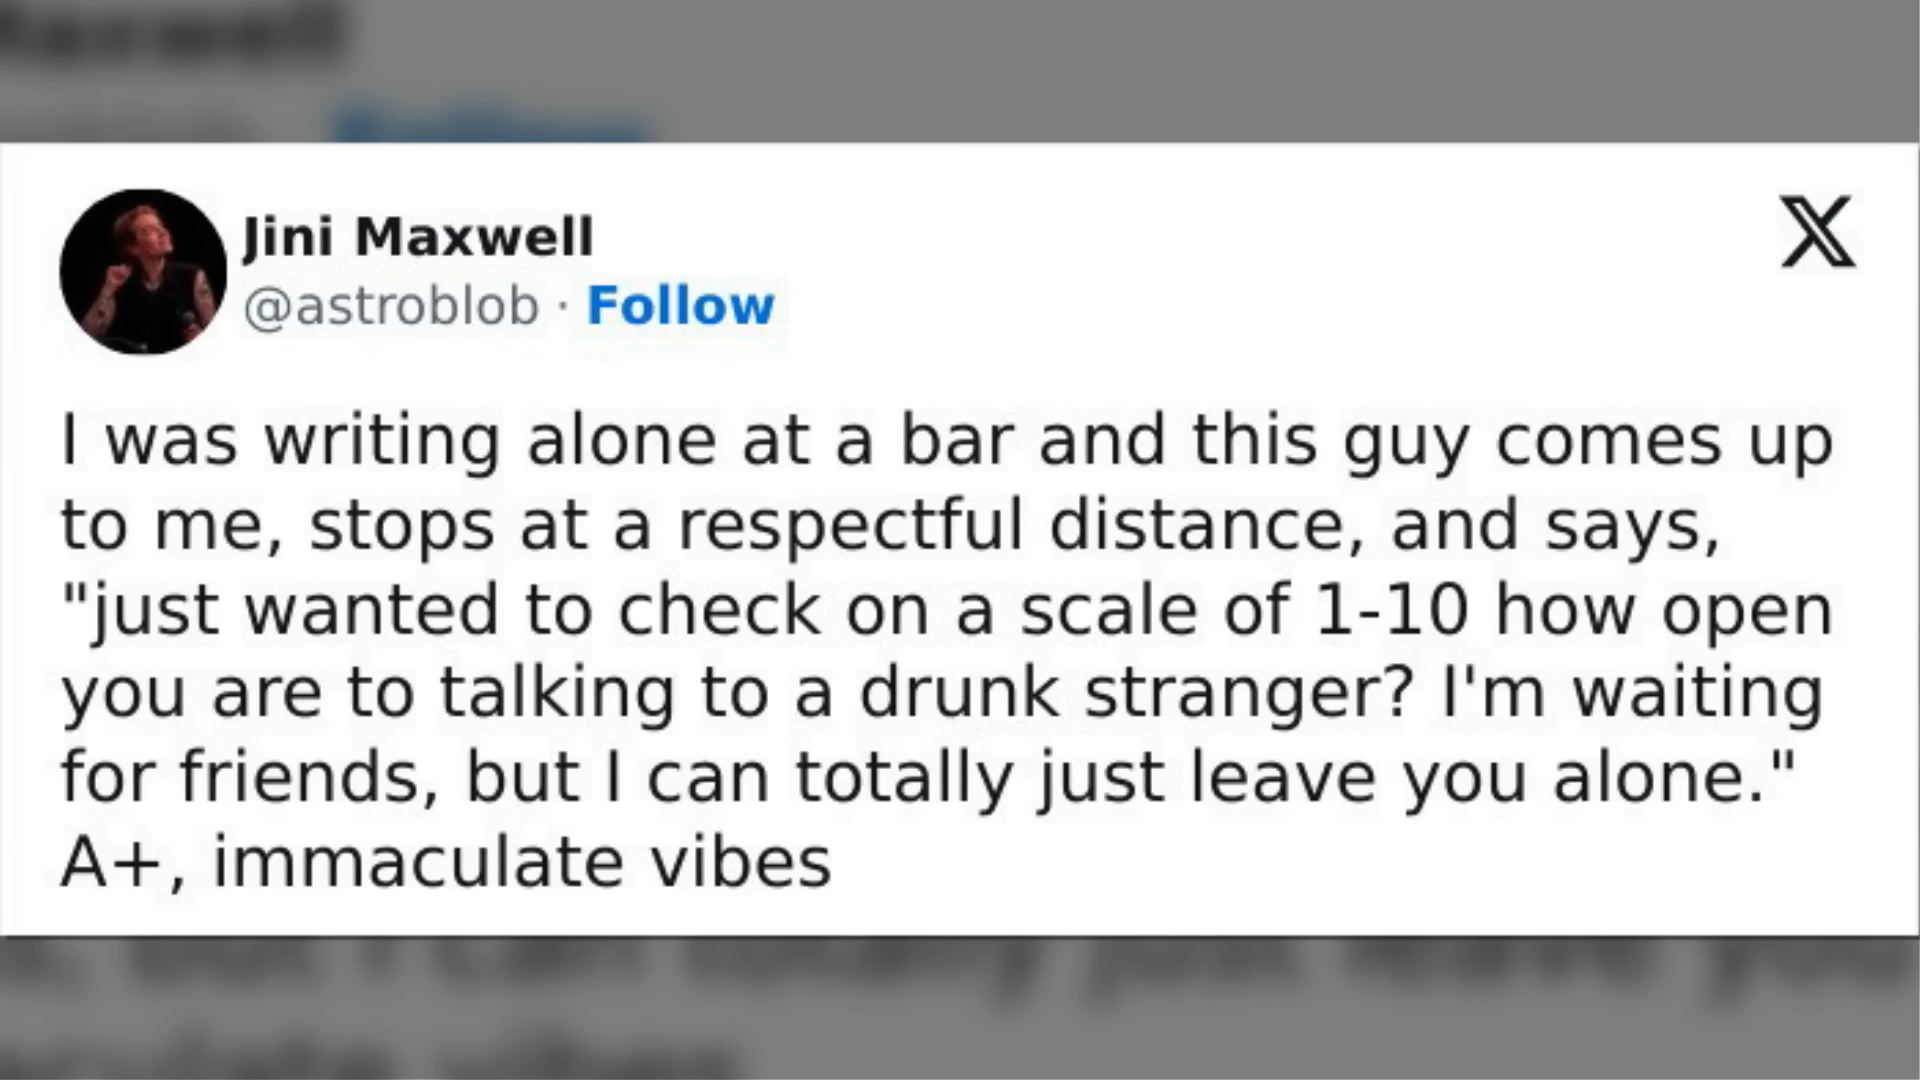 Jini Maxwell
@astroblob · Follow
I was writing alone at a bar and this guy comes up
to me, stops at a respectful distance, and says,
"just wanted to check on a scale of 1-10 how open
you are to talking to a drunk stranger? I'm waiting
for friends, but I can totally just leave you alone."
A+, immaculate vibes